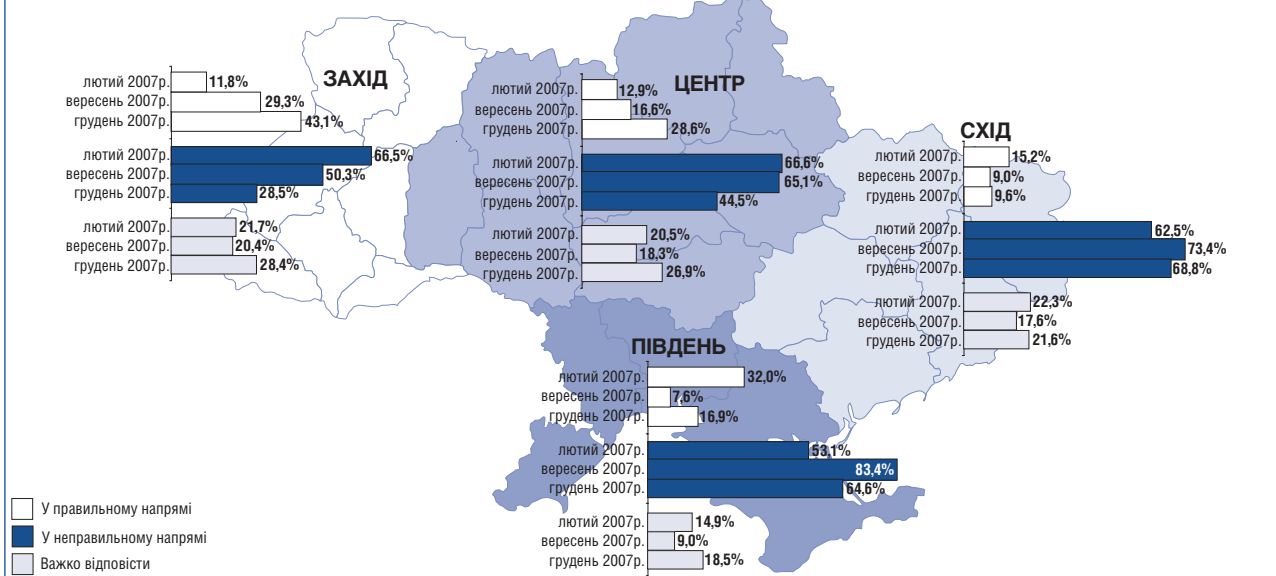 ЗАХІД
лютий 2007р. 11,8%
вересень 2007р. 29,3%
грудень 2007р. 43,1%
лютий 2007р. 66,5%
вересень 2007р. 50,3%
грудень 2007р. 28,5%
лютий 2007р. 21,7%
вересень 2007р. 20,4%
грудень 2007р. 28,4%
ЦЕНТР
лютий 2007р. 12,9%
вересень 2007р. 16,6%
грудень 2007р. 28,6%
лютий 2007р. 66,6%
вересень 2007р. 65,1%
грудень 2007р. 44,5%
лютий 2007р. 20,5%
вересень 2007р. 18,3%
грудень 2007р. 26,9%
СХІД
лютий 2007р. 15,2%
вересень 2007р. 9,0%
грудень 2007р. 9,6%
лютий 2007р. 62,5%
вересень 2007р. 73,4%
грудень 2007р. 68,8%
лютий 2007р. 22,3%
вересень 2007р. 17,6%
грудень 2007р. 21,6%
ПІВДЕНЬ
лютий 2007р. 32,0%
вересень 2007р. 7,6%
грудень 2007р. 16,9%
лютий 2007р. 53,1%
вересень 2007р. 83,4%
грудень 2007р. 64,6%
лютий 2007р. 14,9%
вересень 2007р. 9,0%
грудень 2007р. 18,5%
У правильному напрямі
У неправильному напрямі
Важко відповісти